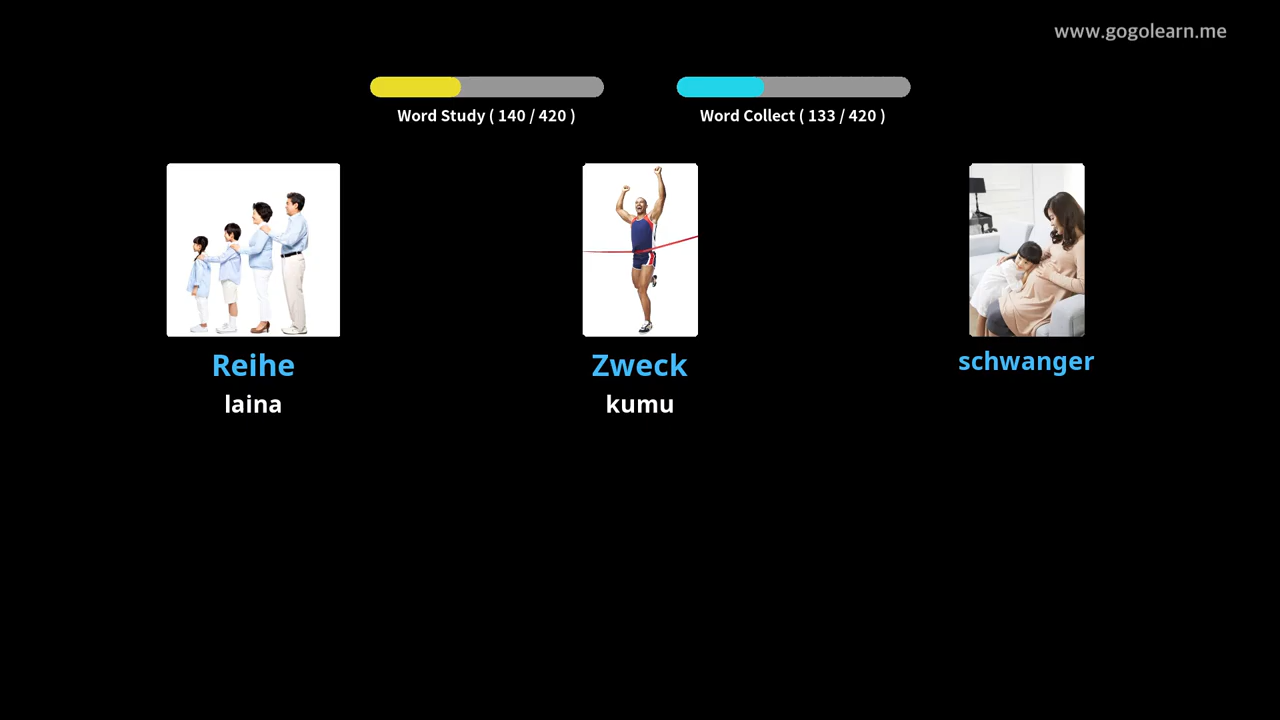 www.gogolearn.me
Word Study ( 140 / 420 )
Word Collect ( 133 / 420 )
Reihe
laina
Zweck
kumu
schwanger